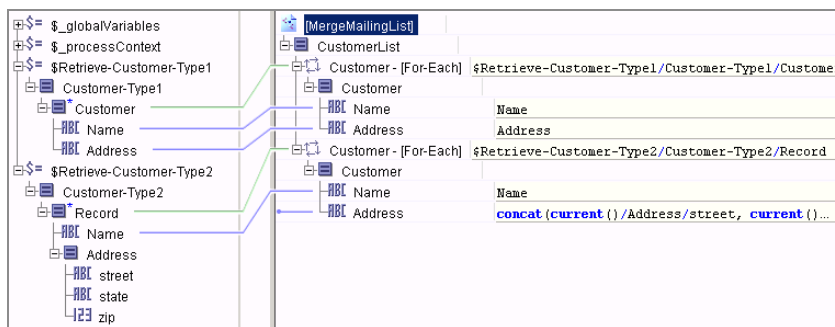 $_globalVariables
$_processContext
$Retrieve-Customer-Type1
Customer-Type1
Customer
Name
Address
$Retrieve-Customer-Type2
Customer-Type2
Record
Name
Address
street
state
zip
[MergeMailingList]
CustomerList
Customer - [For-Each] $Retrieve-Customer-Type1/Customer-Type1/Custome
Customer
Name Name
Address Address
Customer - [For-Each] $Retrieve-Customer-Type2/Customer-Type2/Record
Customer
Name Name
Address concat(current()/Address/street, current()...